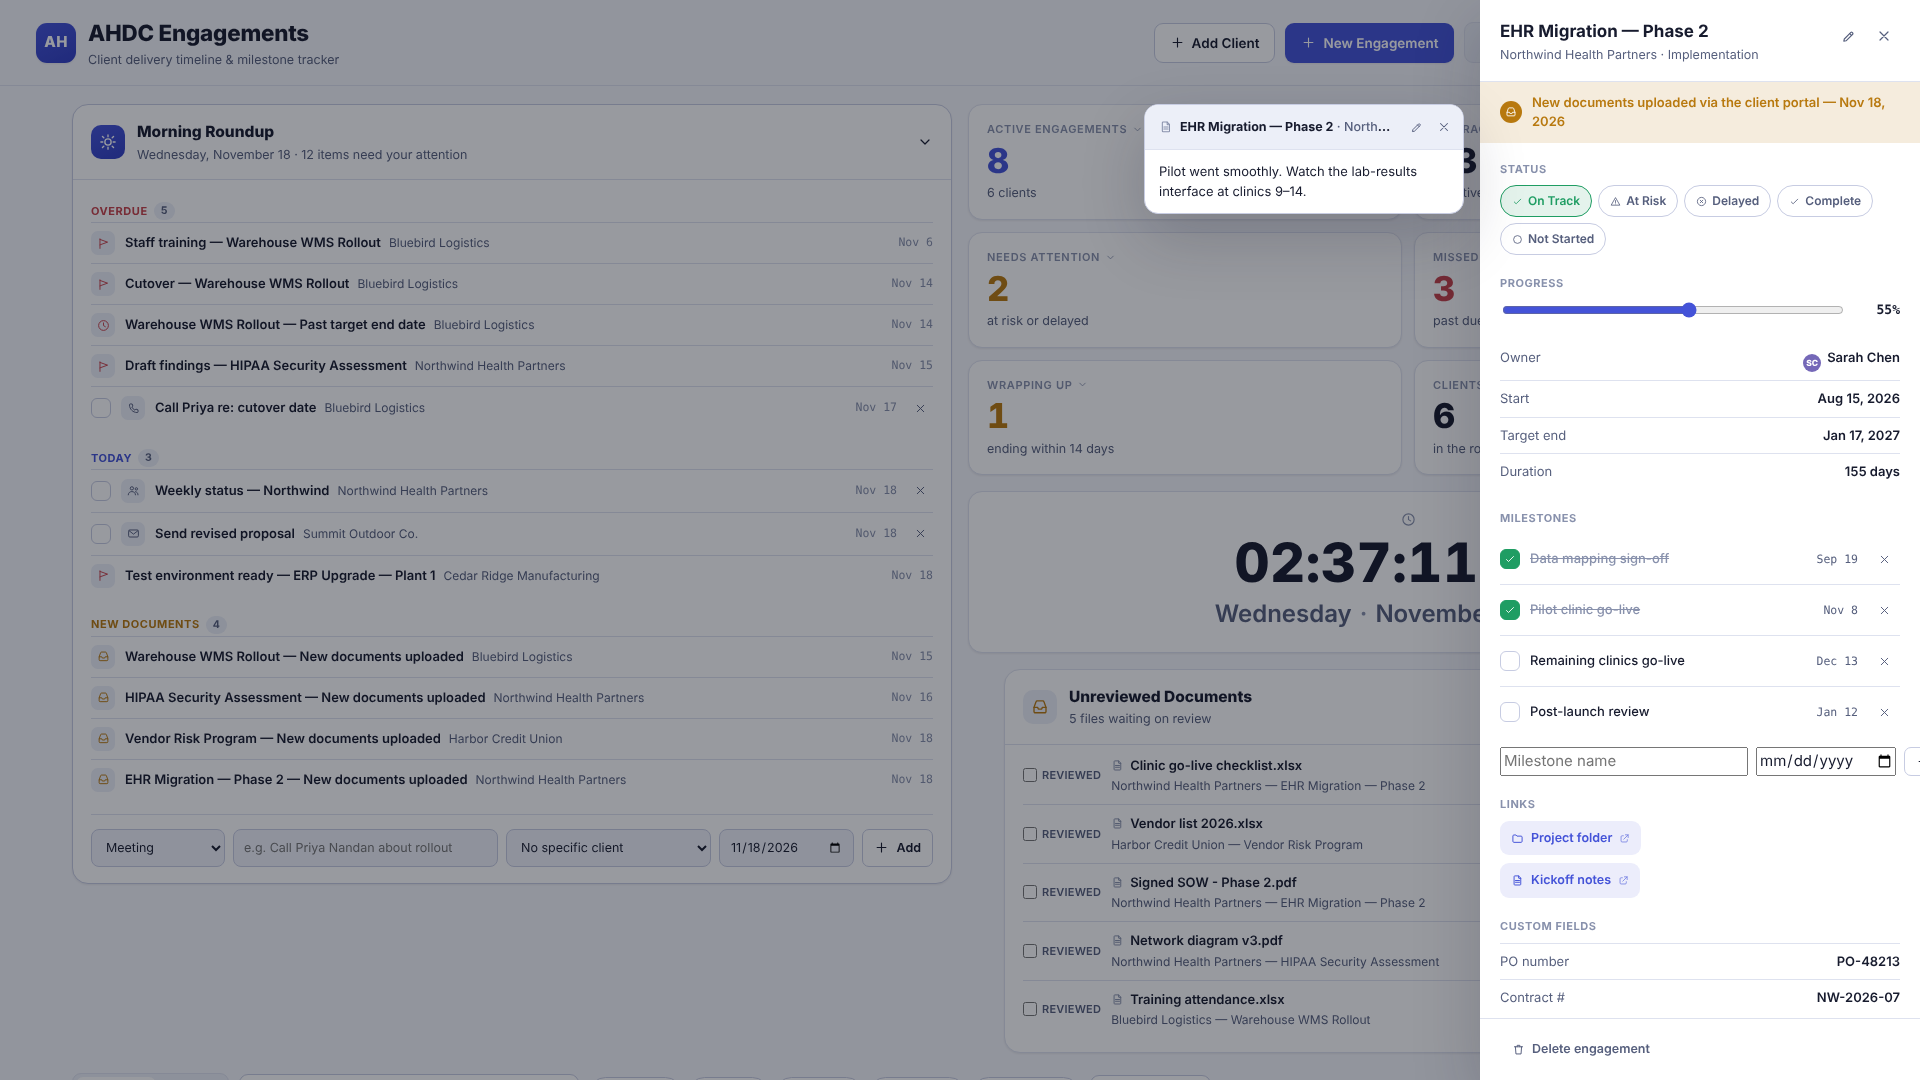 AH
AHDC Engagements
Client delivery timeline & milestone tracker
Add Client
New Engagement
Morning Roundup
Wednesday, November 18 · 12 items need your attention
OVERDUE 5
Staff training — Warehouse WMS Rollout Bluebird Logistics Nov 6
Cutover — Warehouse WMS Rollout Bluebird Logistics Nov 14
Warehouse WMS Rollout — Past target end date Bluebird Logistics Nov 14
Draft findings — HIPAA Security Assessment Northwind Health Partners Nov 15
Call Priya re: cutover date Bluebird Logistics Nov 17
TODAY 3
Weekly status — Northwind Northwind Health Partners Nov 18
Send revised proposal Summit Outdoor Co. Nov 18
Test environment ready — ERP Upgrade — Plant 1 Cedar Ridge Manufacturing Nov 18
NEW DOCUMENTS 4
Warehouse WMS Rollout — New documents uploaded Bluebird Logistics Nov 15
HIPAA Security Assessment — New documents uploaded Northwind Health Partners Nov 16
Vendor Risk Program — New documents uploaded Harbor Credit Union Nov 18
EHR Migration — Phase 2 — New documents uploaded Northwind Health Partners Nov 18
Meeting e.g. Call Priya Nandan about rollout No specific client 11/18/2026 Add
ACTIVE ENGAGEMENTS
8
6 clients
NEEDS ATTENTION
2
at risk or delayed
MISSED
3
past due
WRAPPING UP
1
ending within 14 days
CLIENTS
6
in the ro
02:37:11
Wednesday · Novembe
Unreviewed Documents
5 files waiting on review
REVIEWED Clinic go-live checklist.xlsx
Northwind Health Partners — EHR Migration — Phase 2
REVIEWED Vendor list 2026.xlsx
Harbor Credit Union — Vendor Risk Program
REVIEWED Signed SOW - Phase 2.pdf
Northwind Health Partners — EHR Migration — Phase 2
REVIEWED Network diagram v3.pdf
Northwind Health Partners — HIPAA Security Assessment
REVIEWED Training attendance.xlsx
Bluebird Logistics — Warehouse WMS Rollout
EHR Migration — Phase 2 · North...
Pilot went smoothly. Watch the lab-results
interface at clinics 9–14.
EHR Migration — Phase 2
Northwind Health Partners · Implementation
New documents uploaded via the client portal — Nov 18,
2026
STATUS
On Track At Risk Delayed Complete
Not Started
PROGRESS
55%
Owner SC Sarah Chen
Start Aug 15, 2026
Target end Jan 17, 2027
Duration 155 days
MILESTONES
Data mapping sign-off Sep 19
Pilot clinic go-live Nov 8
Remaining clinics go-live Dec 13
Post-launch review Jan 12
Milestone name mm/dd/yyyy
LINKS
Project folder
Kickoff notes
CUSTOM FIELDS
PO number PO-48213
Contract # NW-2026-07
Delete engagement